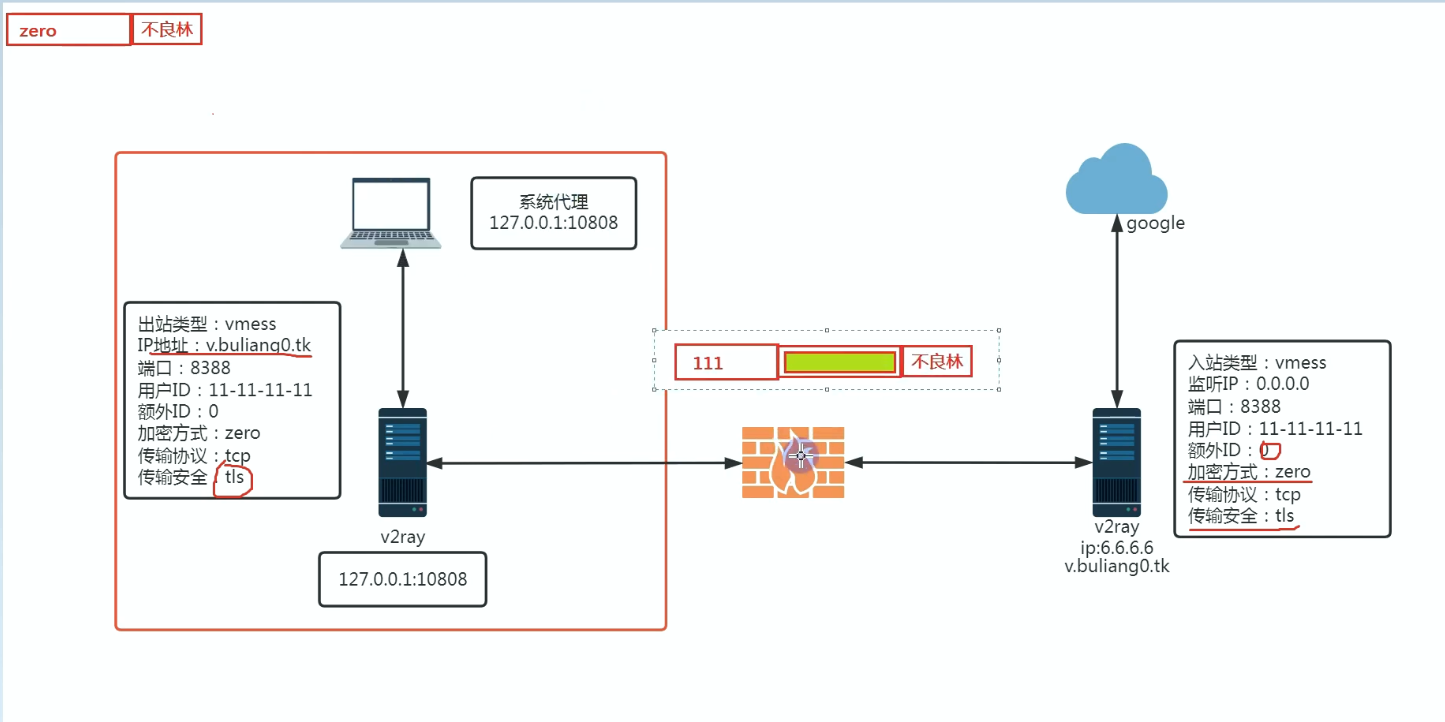 zero 不良林
系统代理
127.0.0.1:10808
google
出站类型：vmess
IP地址：v.buliang0.tk
端口：8388
用户ID：11-11-11-11
额外ID：0
加密方式：zero
传输协议：tcp
传输安全：tls
111 不良林
入站类型：vmess
监听IP：0.0.0.0
端口：8388
用户ID：11-11-11-11
额外ID：0
加密方式：zero
传输协议：tcp
传输安全：tls
v2ray
127.0.0.1:10808
v2ray
ip:6.6.6.6
v.buliang0.tk